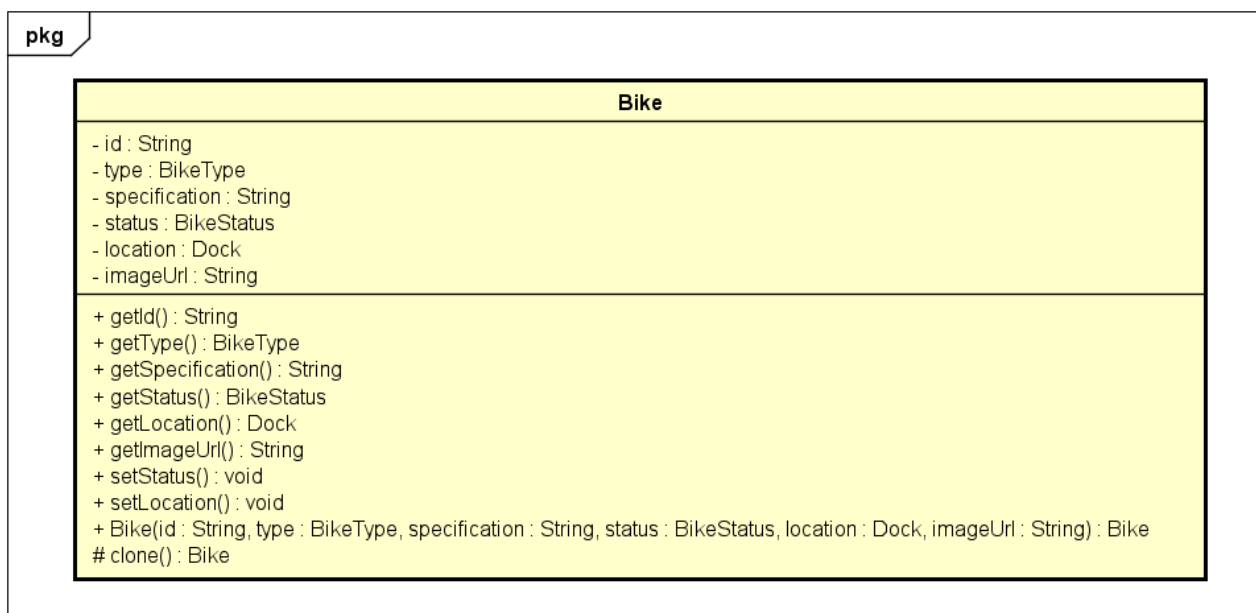 pkg
Bike
- id : String
- type : BikeType
- specification : String
- status : BikeStatus
- location : Dock
- imageUrl : String
+ getId() : String
+ getType() : BikeType
+ getSpecification() : String
+ getStatus() : BikeStatus
+ getLocation() : Dock
+ getImageUrl() : String
+ setStatus() : void
+ setLocation() : void
+ Bike(id : String, type : BikeType, specification : String, status : BikeStatus, location : Dock, imageUrl : String) : Bike
# clone() : Bike